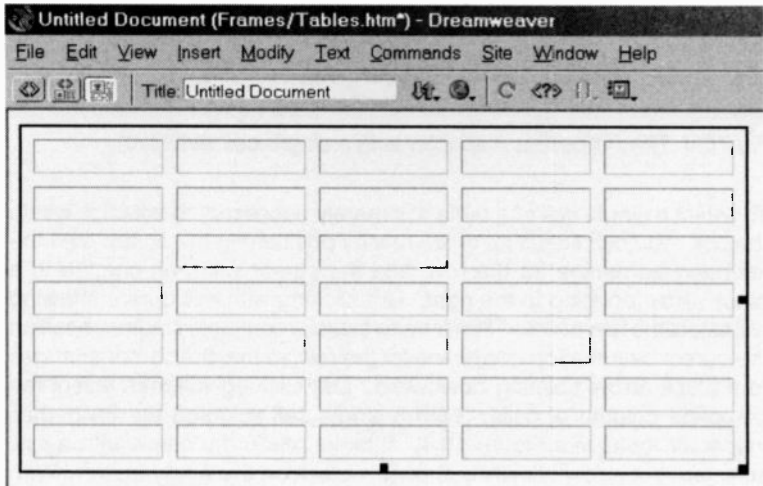 Untitled Document (Frames/Tables.htm*) - Dreamweaver
File Edit View Insert Modify Text Commands Site Window Help
Title: Untitled Document